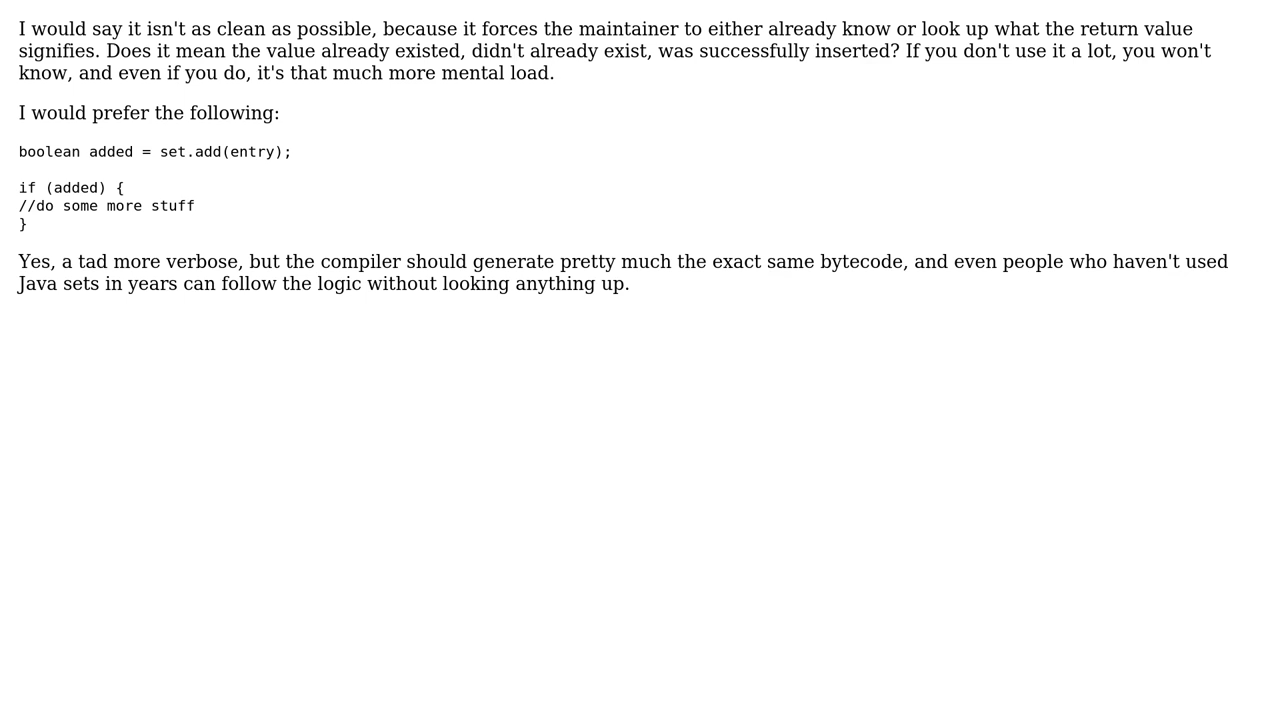 I would say it isn't as clean as possible, because it forces the maintainer to either already know or look up what the return value
signifies. Does it mean the value already existed, didn't already exist, was successfully inserted? If you don't use it a lot, you won't
know, and even if you do, it's that much more mental load.
I would prefer the following:
boolean added = set.add(entry);
if (added) {
//do some more stuff
}
Yes, a tad more verbose, but the compiler should generate pretty much the exact same bytecode, and even people who haven't used
Java sets in years can follow the logic without looking anything up.